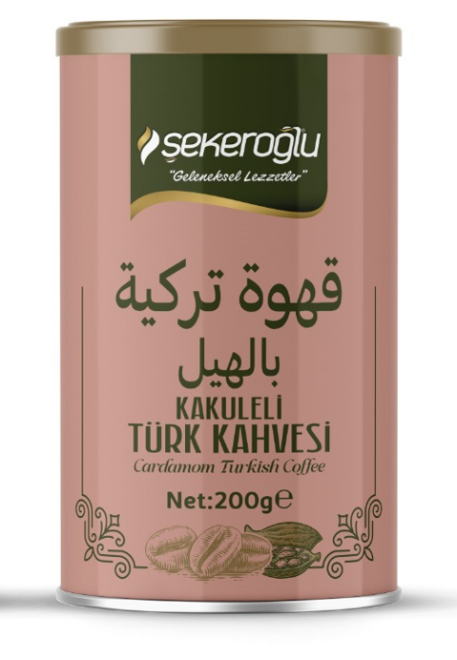 şekeroğlu
"Geleneksel Lezzetler"
قهوة تركية
بالهيل
KAKULELİ
TÜRK KAHVESİ
Cardamom Turkish Coffee
Net:200g℮